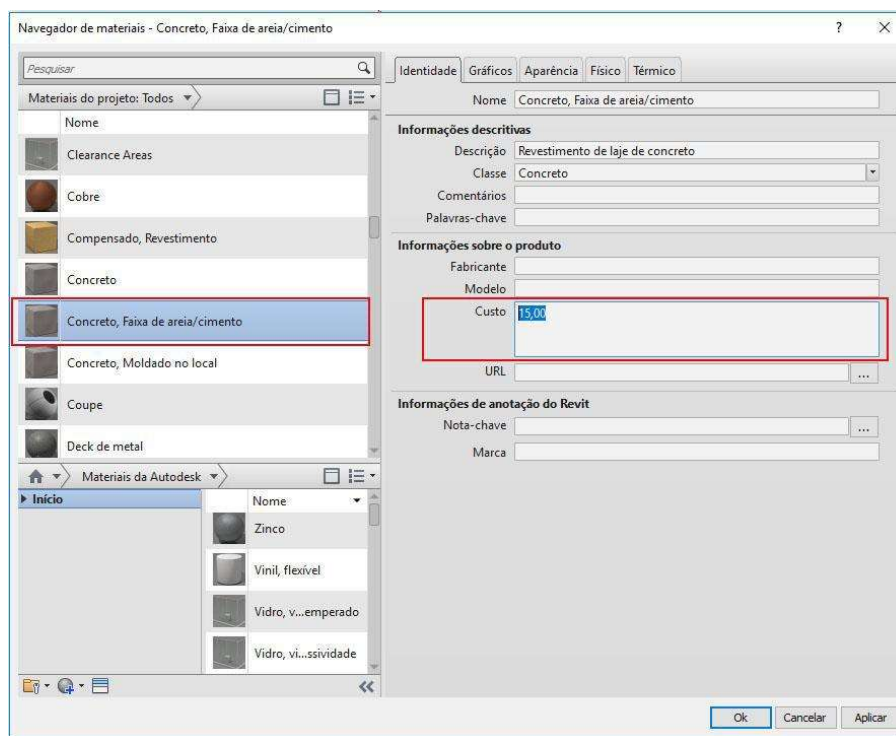 Navegador de materiais - Concreto, Faixa de areia/cimento
?
X
Pesquisar
Materiais do projeto: Todos
Nome
Clearance Areas
Cobre
Compensado, Revestimento
Concreto
Concreto, Faixa de areia/cimento
Concreto, Moldado no local
Coupe
Deck de metal
Materiais da Autodesk
Início
Nome
Zinco
Vinil, flexível
Vidro, v...emperado
Vidro, vi...ssividade
Identidade Gráficos Aparência Físico Térmico
Nome Concreto, Faixa de areia/cimento
Informações descritivas
Descrição Revestimento de laje de concreto
Classe Concreto
Comentários
Palavras-chave
Informações sobre o produto
Fabricante
Modelo
Custo 15,00
URL ...
Informações de anotação do Revit
Nota-chave ...
Marca
Ok Cancelar Aplicar